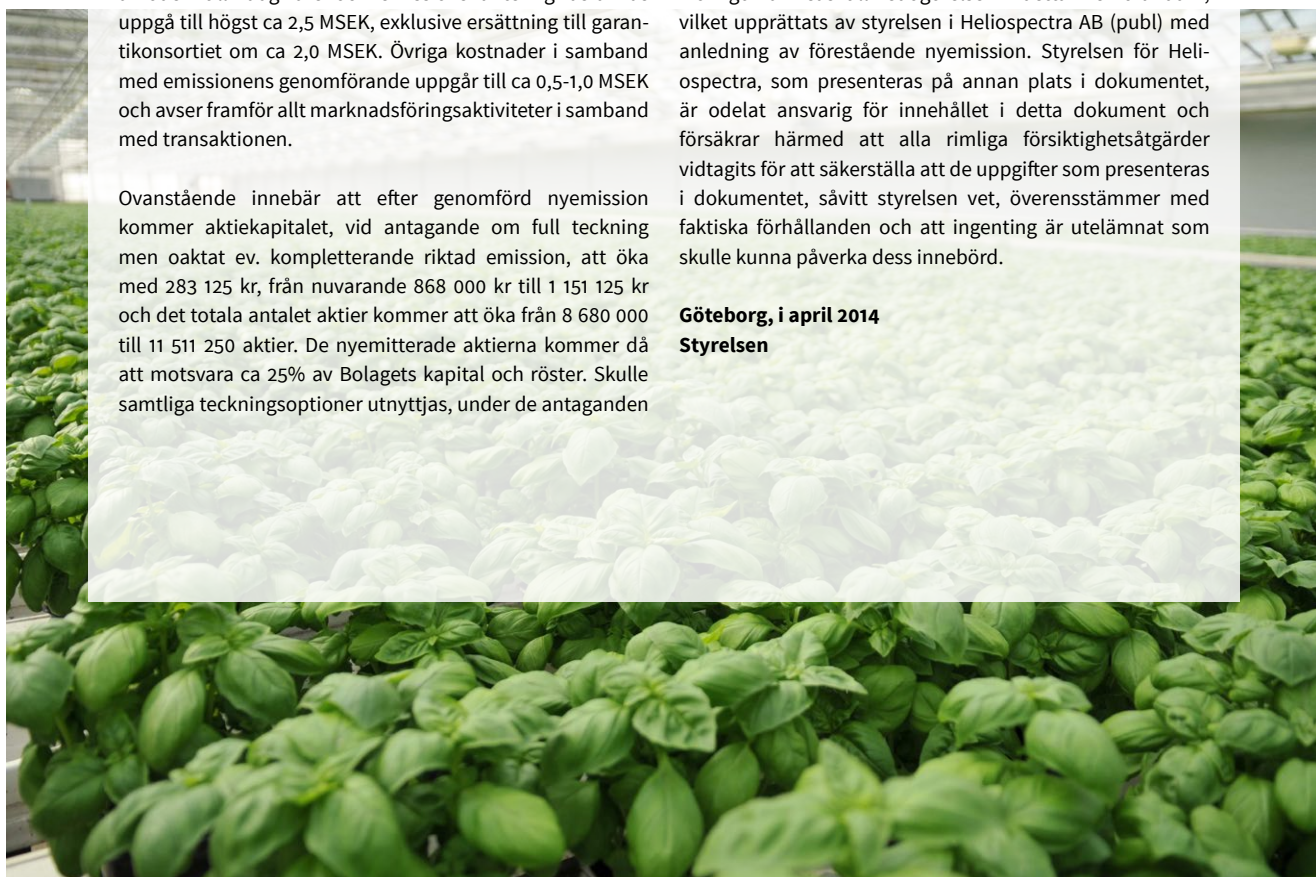 uppgå till högst ca 2,5 MSEK, exklusive ersättning till garan-
tikonsortiet om ca 2,0 MSEK. Övriga kostnader i samband
med emissionens genomförande uppgår till ca 0,5-1,0 MSEK
och avser framför allt marknadsföringsaktiviteter i samband
med transaktionen.
Ovanstående innebär att efter genomförd nyemission
kommer aktiekapitalet, vid antagande om full teckning
men oaktat ev. kompletterande riktad emission, att öka
med 283 125 kr, från nuvarande 868 000 kr till 1 151 125 kr
och det totala antalet aktier kommer att öka från 8 680 000
till 11 511 250 aktier. De nyemitterade aktierna kommer då
att motsvara ca 25% av Bolagets kapital och röster. Skulle
samtliga teckningsoptioner utnyttjas, under de antaganden
vilket upprättats av styrelsen i Heliospectra AB (publ) med
anledning av förestående nyemission. Styrelsen för Heli-
ospectra, som presenteras på annan plats i dokumentet,
är odelat ansvarig för innehållet i detta dokument och
försäkrar härmed att alla rimliga försiktighetsåtgärder
vidtagits för att säkerställa att de uppgifter som presenteras
i dokumentet, såvitt styrelsen vet, överensstämmer med
faktiska förhållanden och att ingenting är utelämnat som
skulle kunna påverka dess innebörd.
Göteborg, i april 2014
Styrelsen